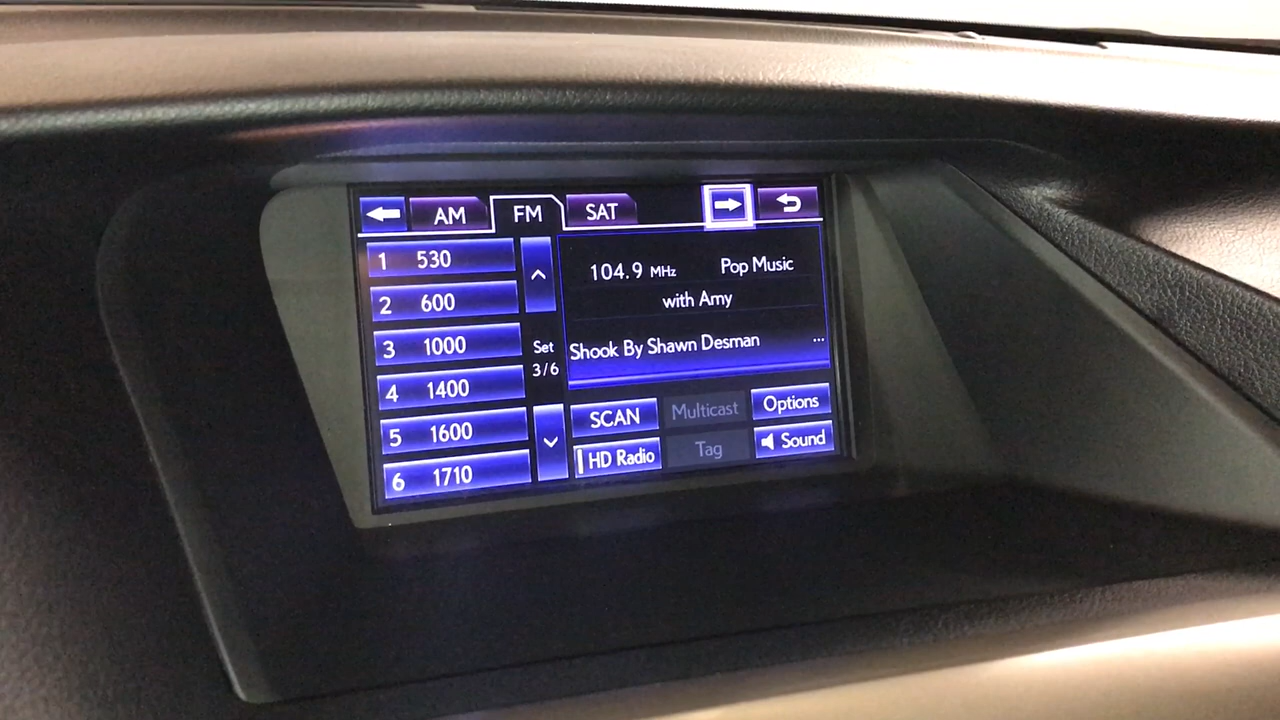 AM FM SAT
1 530
2 600
3 1000
4 1400
5 1600
6 1710
Set
3/6
104.9 MHz Pop Music
with Amy
Shook By Shawn Desman ...
SCAN Multicast Options
HD Radio Tag Sound